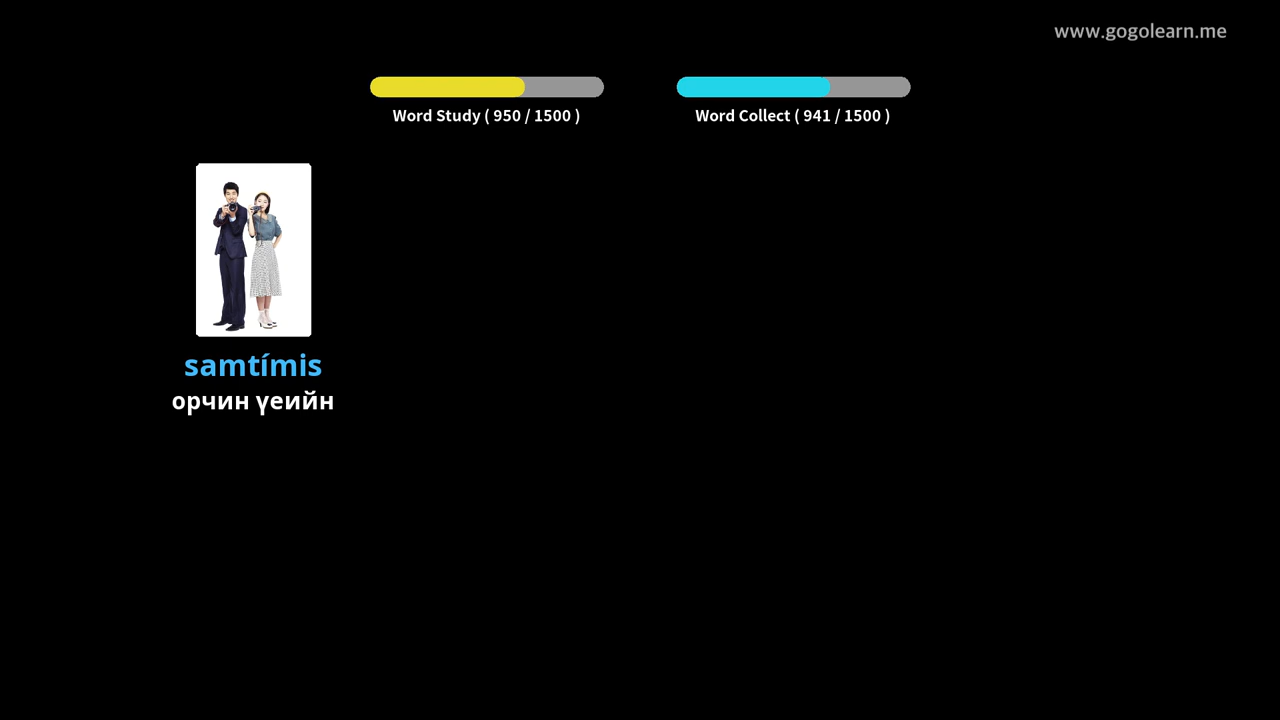 www.gogolearn.me
Word Study ( 950 / 1500 )
Word Collect ( 941 / 1500 )
samtímis
орчин үеийн